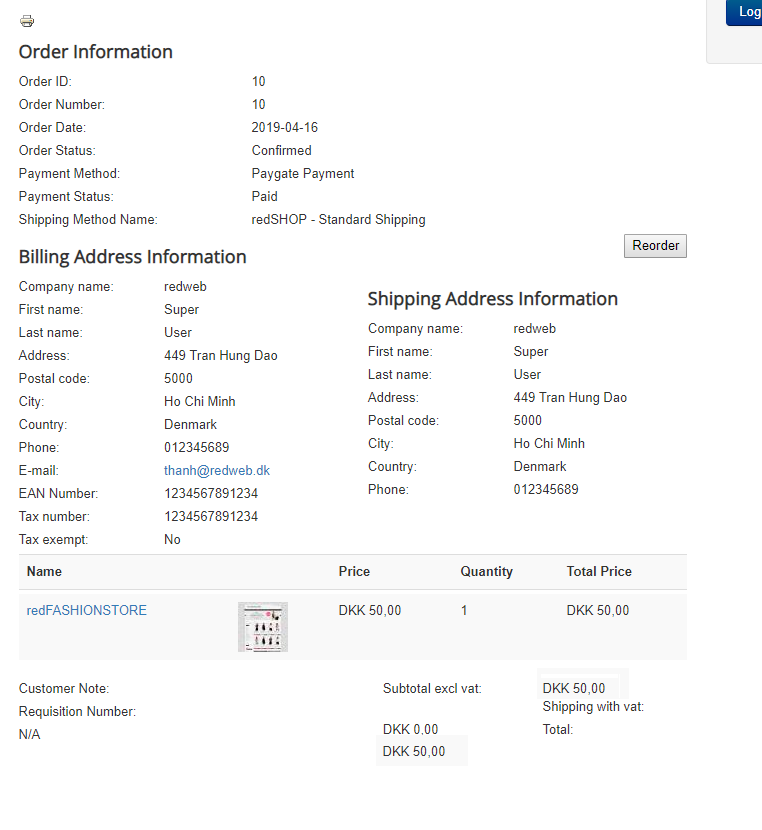 Log
Order Information
Order ID: 10
Order Number: 10
Order Date: 2019-04-16
Order Status: Confirmed
Payment Method: Paygate Payment
Payment Status: Paid
Shipping Method Name: redSHOP - Standard Shipping
Reorder
Billing Address Information
Company name: redweb
First name: Super
Last name: User
Address: 449 Tran Hung Dao
Postal code: 5000
City: Ho Chi Minh
Country: Denmark
Phone: 012345689
E-mail: thanh@redweb.dk
EAN Number: 1234567891234
Tax number: 1234567891234
Tax exempt: No
Shipping Address Information
Company name: redweb
First name: Super
Last name: User
Address: 449 Tran Hung Dao
Postal code: 5000
City: Ho Chi Minh
Country: Denmark
Phone: 012345689
Name Price Quantity Total Price
redFASHIONSTORE DKK 50,00 1 DKK 50,00
Customer Note: Subtotal excl vat: DKK 50,00
Requisition Number: Shipping with vat:
N/A DKK 0,00 Total:
DKK 50,00